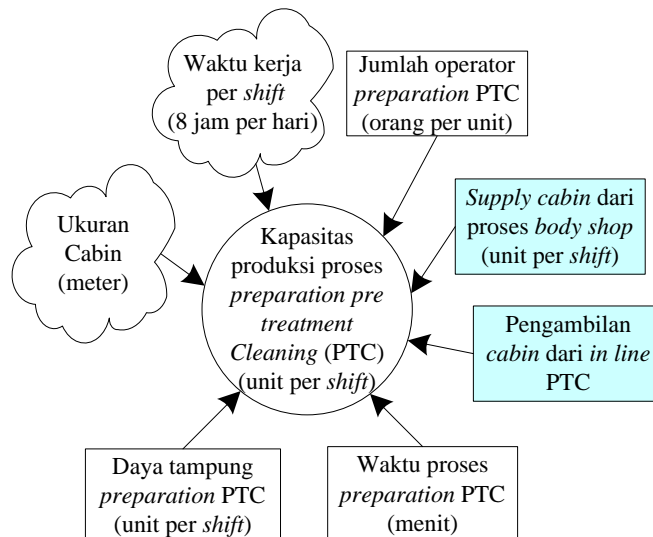 Waktu kerja
per shift
(8 jam per hari)
Jumlah operator
preparation PTC
(orang per unit)
Supply cabin dari
proses body shop
(unit per shift)
Ukuran
Cabin
(meter)
Kapasitas
produksi proses
preparation pre
treatment
Cleaning (PTC)
(unit per shift)
Pengambilan
cabin dari in line
PTC
Daya tampung
preparation PTC
(unit per shift)
Waktu proses
preparation PTC
(menit)